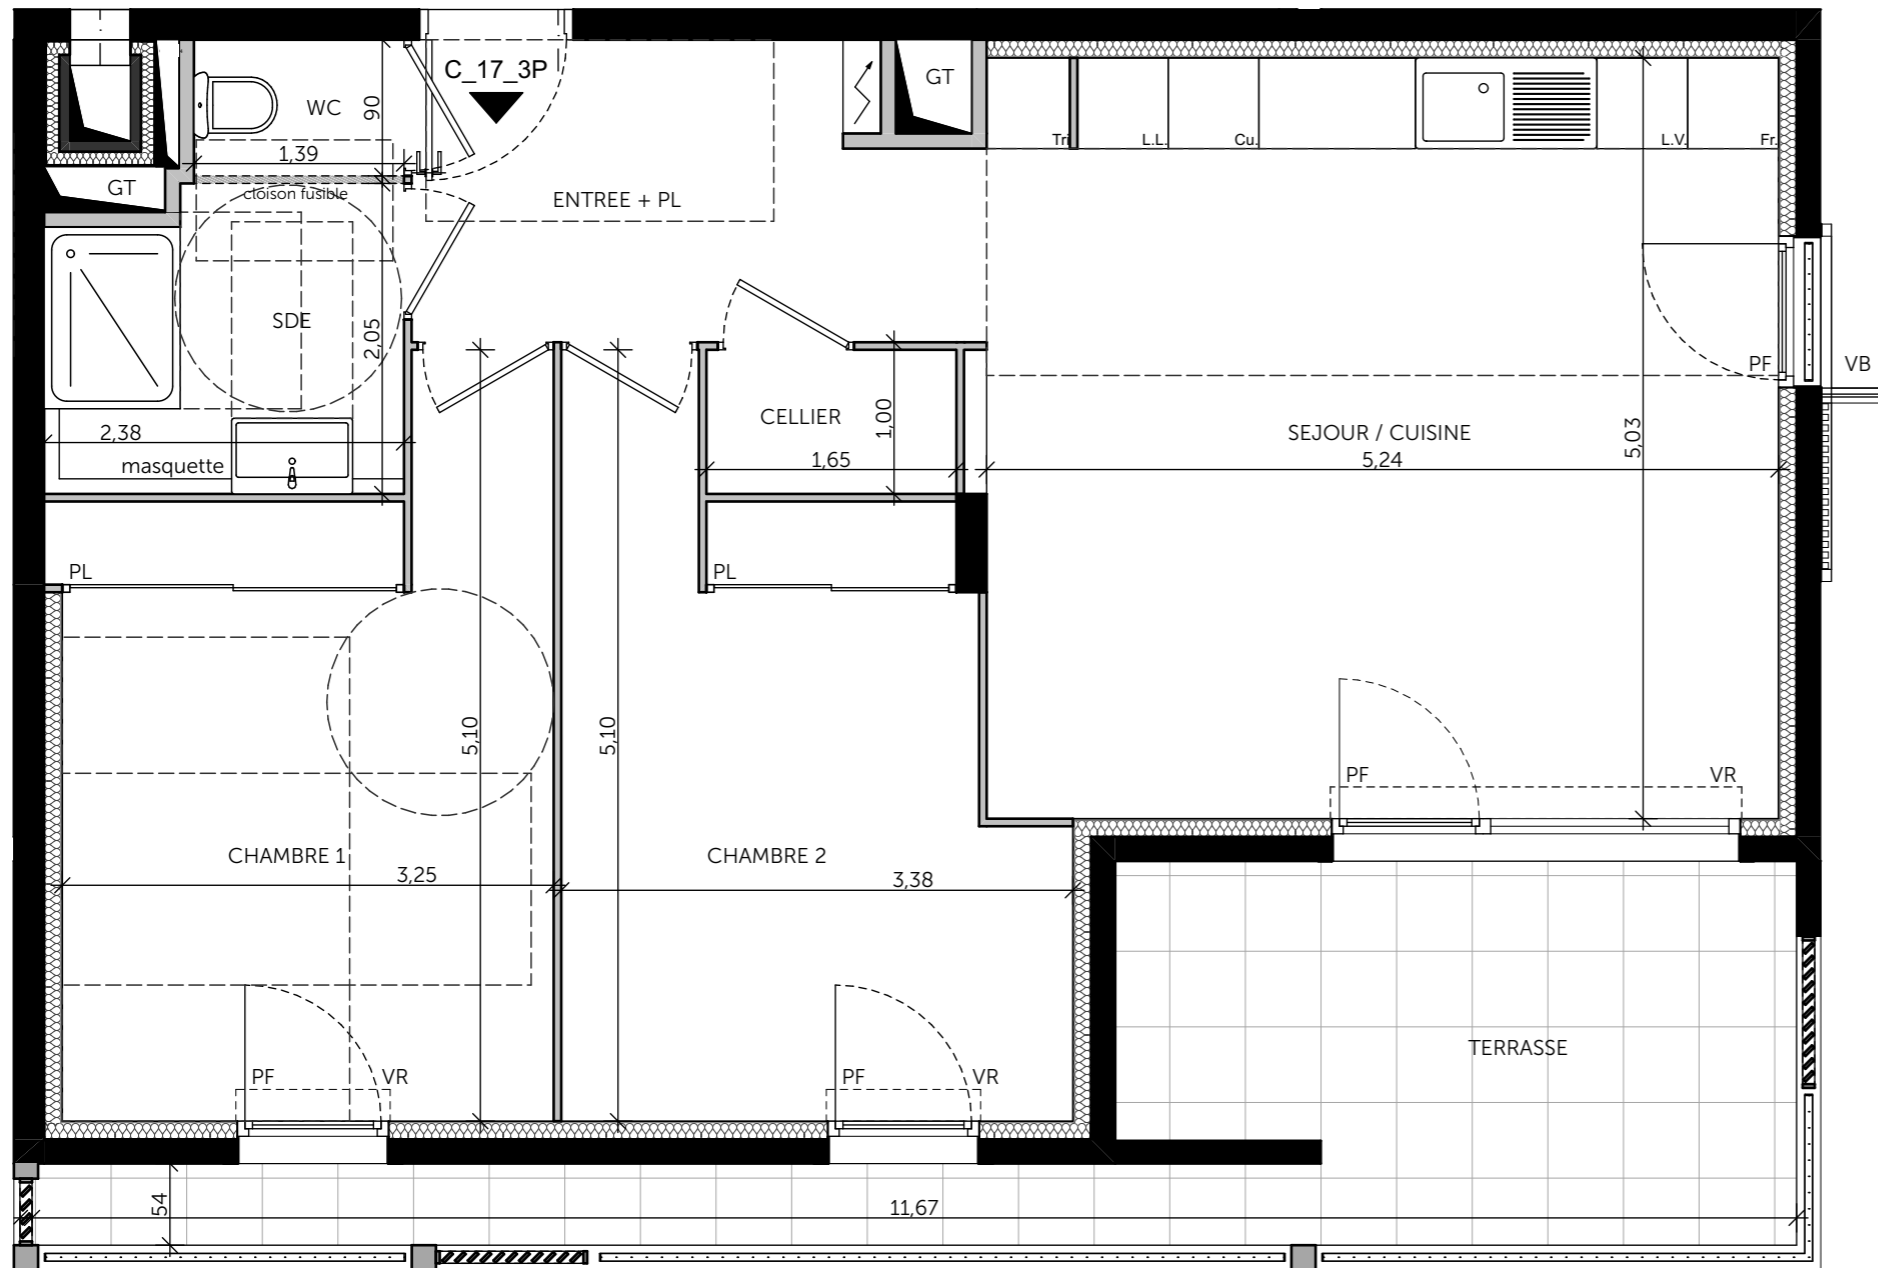 C_17_3P
GT
WC
90
1,39
Tri
L.L.
Cu.
L.V.
Fr.
GT
cloison fusible
ENTREE + PL
SDE
2,05
PF
VB
CELLIER
1,00
SEJOUR / CUISINE
5,03
2,38
masquette
1,65
5,24
PL
PL
5,10
5,10
PF
VR
CHAMBRE 1
CHAMBRE 2
3,25
3,38
TERRASSE
PF
VR
PF
VR
54
11,67